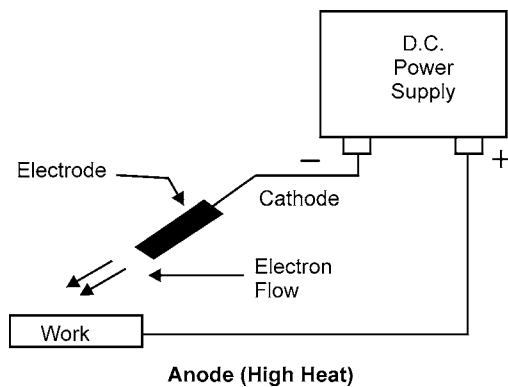 D.C.
Power
Supply
− +
Electrode
Cathode
Electron
Flow
Work
Anode (High Heat)